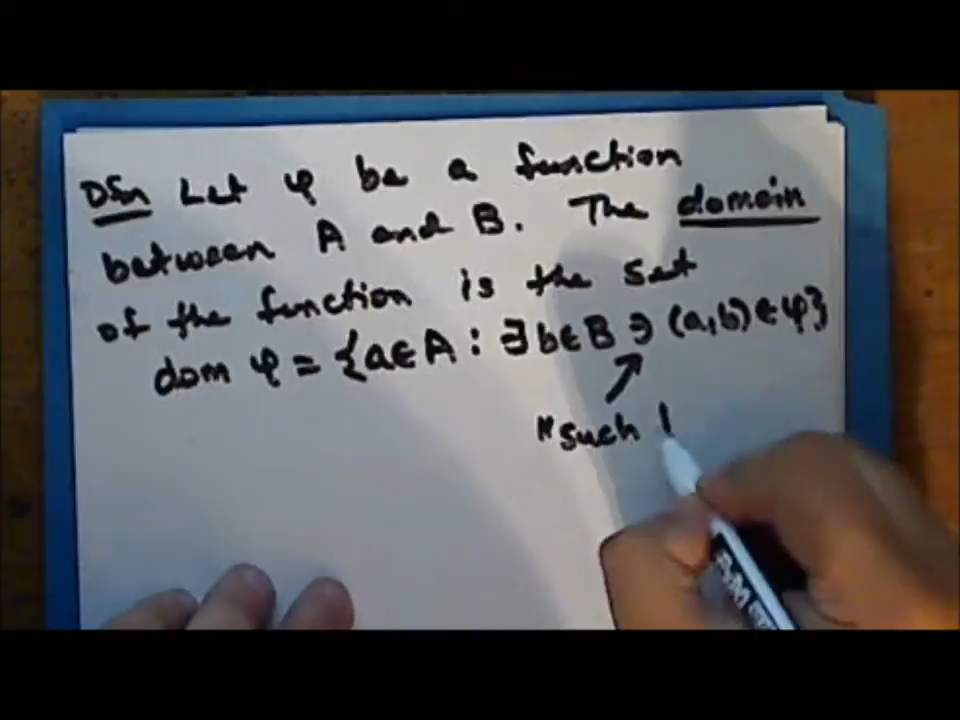 Dfn Let φ be a function
between A and B. The domain
of the function is the set
dom φ = {a∈A : ∃ b∈B ∋ (a,b)∈φ}
"such